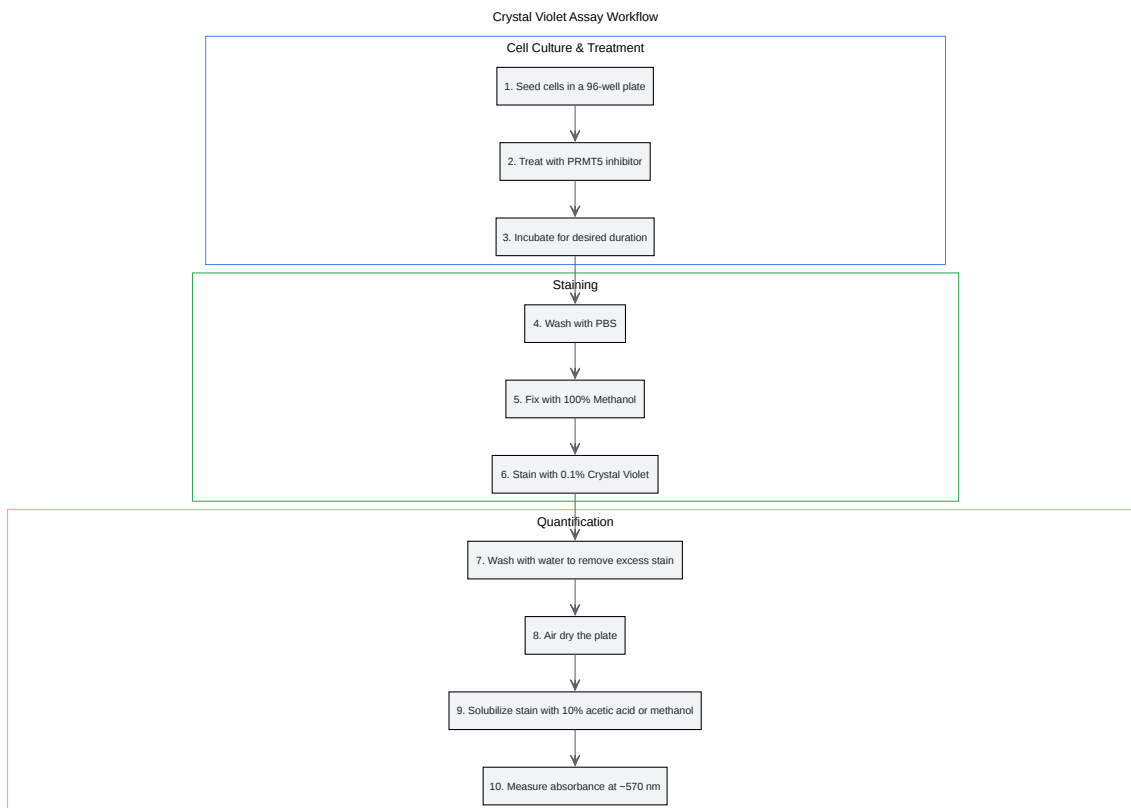 Crystal Violet Assay Workflow
Cell Culture & Treatment
1. Seed cells in a 96-well plate
2. Treat with PRMT5 inhibitor
3. Incubate for desired duration
Staining
4. Wash with PBS
5. Fix with 100% Methanol
6. Stain with 0.1% Crystal Violet
Quantification
7. Wash with water to remove excess stain
8. Air dry the plate
9. Solubilize stain with 10% acetic acid or methanol
10. Measure absorbance at ~570 nm